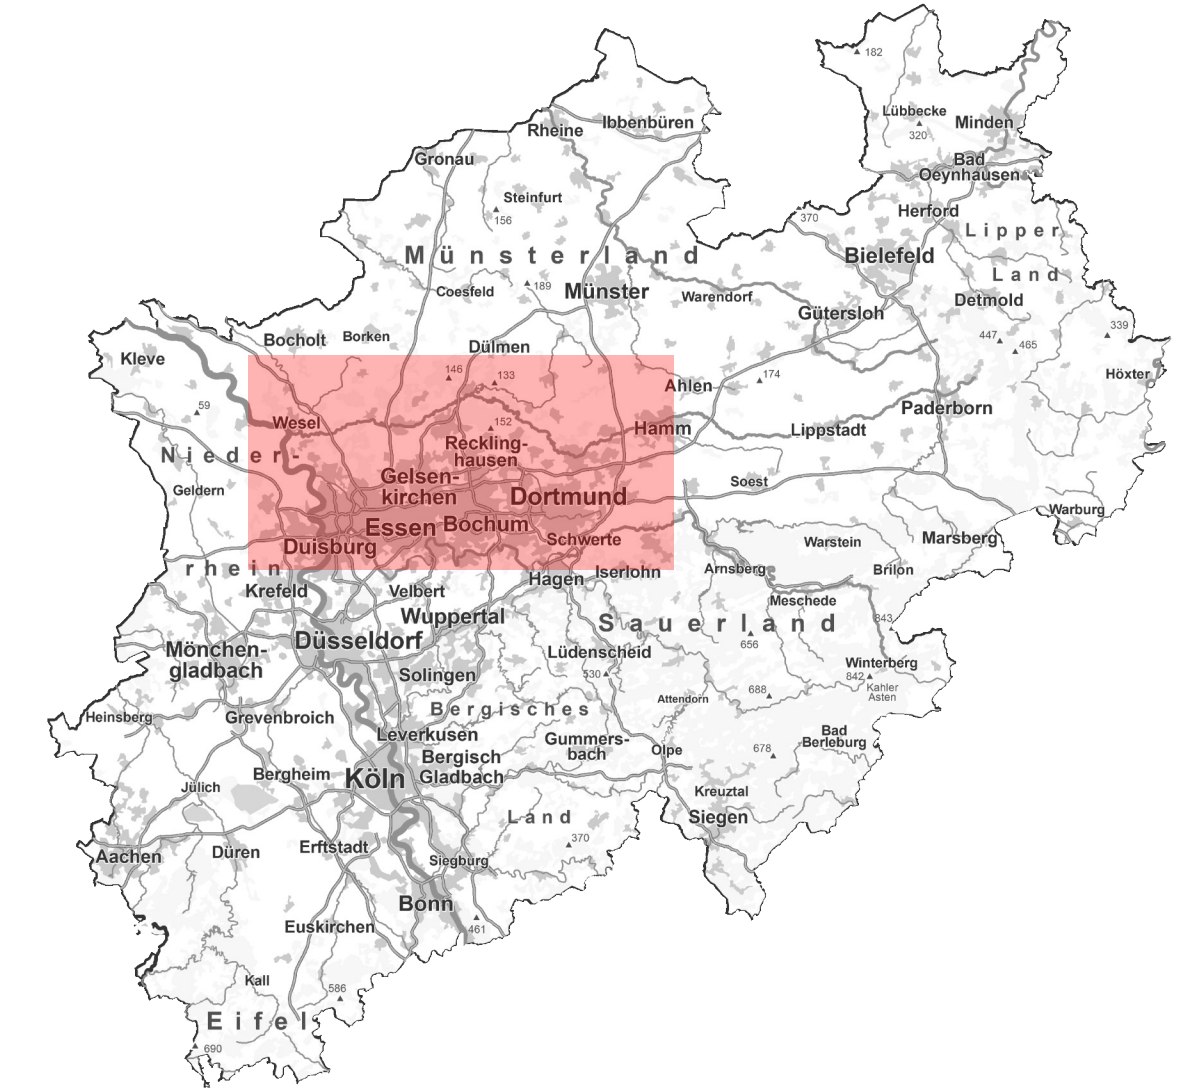 182
Lübbecke
320
Minden
Rheine
Ibbenbüren
Gronau
Bad
Oeynhausen
Steinfurt
156
370
Herford
Lipper
Land
Münsterland
Bielefeld
Coesfeld
189
Münster
Warendorf
Detmold
Gütersloh
447
465
339
Bocholt
Borken
Dülmen
Kleve
146
133
Ahlen
174
Höxter
59
Wesel
152
Hamm
Lippstadt
Paderborn
Nieder-
Reckling-
hausen
Gelsen-
kirchen
Geldern
Dortmund
Soest
Warburg
Essen
Bochum
Schwerte
Duisburg
Warstein
Marsberg
rhein
Krefeld
Velbert
Hagen
Iserlohn
Arnsberg
Brilon
Meschede
Wuppertal
Sauerland
843
Düsseldorf
656
Mönchen-
gladbach
Lüdenscheid
530
Winterberg
842
Kahler
Asten
Solingen
688
Attendorn
Heinsberg
Grevenbroich
Bergisches
Leverkusen
Gummers-
bach
Olpe
678
Bad
Berleburg
Bergisch
Gladbach
Bergheim
Köln
Jülich
Kreuztal
Land
Siegen
370
Aachen
Düren
Erftstadt
Siegburg
Bonn
461
Euskirchen
Kall
586
Eifel
690